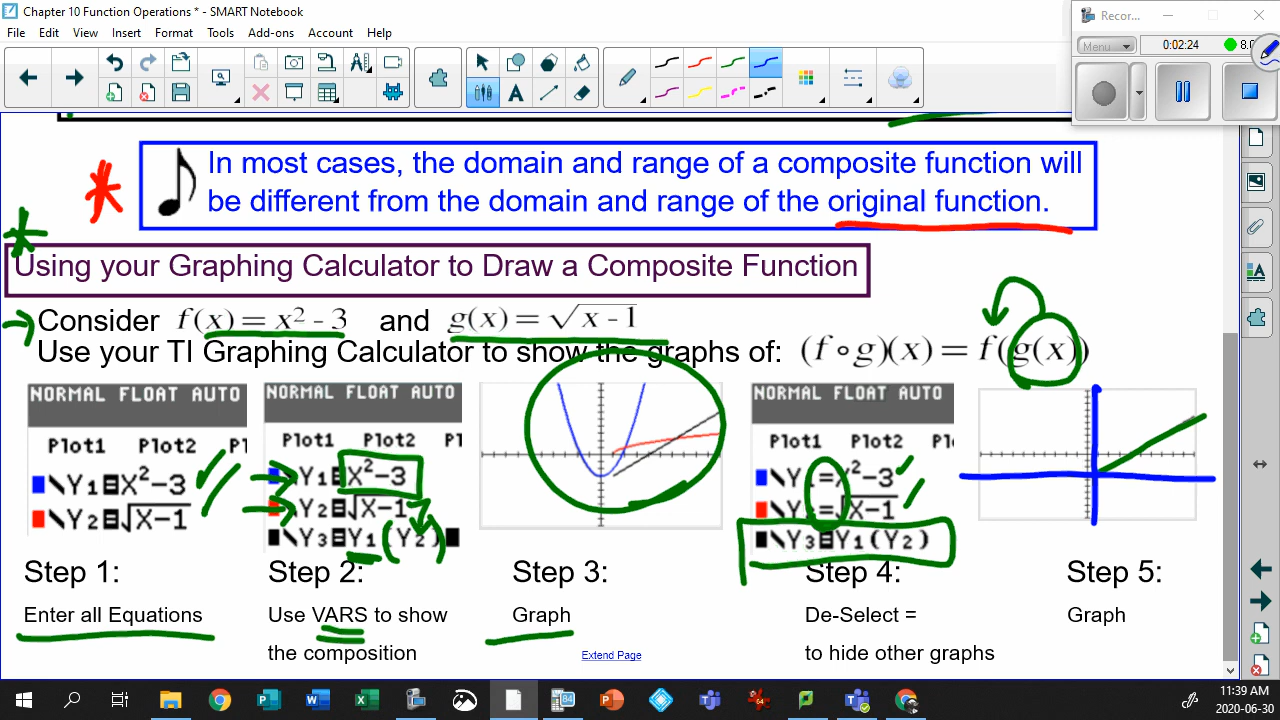 Chapter 10 Function Operations * - SMART Notebook
File Edit View Insert Format Tools Add-ons Account Help
Recor...
Menu
0:02:24
8.0
In most cases, the domain and range of a composite function will
be different from the domain and range of the original function.
Using your Graphing Calculator to Draw a Composite Function
Consider f(x) = x² - 3 and g(x) = √x - 1
Use your TI Graphing Calculator to show the graphs of: (f∘g)(x) = f(g(x))
NORMAL FLOAT AUTO
Plot1 Plot2 P
\Y1=X²-3
\Y2=√X-1
NORMAL FLOAT AUTO
Plot1 Plot2 P
\Y1=X²-3
\Y2=√X-1
\Y3=Y1(Y2)
NORMAL FLOAT AUTO
Plot1 Plot2 P
\Y1=X²-3
\Y2=√X-1
\Y3=Y1(Y2)
Step 1: Step 2: Step 3: Step 4: Step 5:
Enter all Equations Use VARS to show Graph De-Select = Graph
the composition to hide other graphs
Extend Page
11:39 AM
2020-06-30